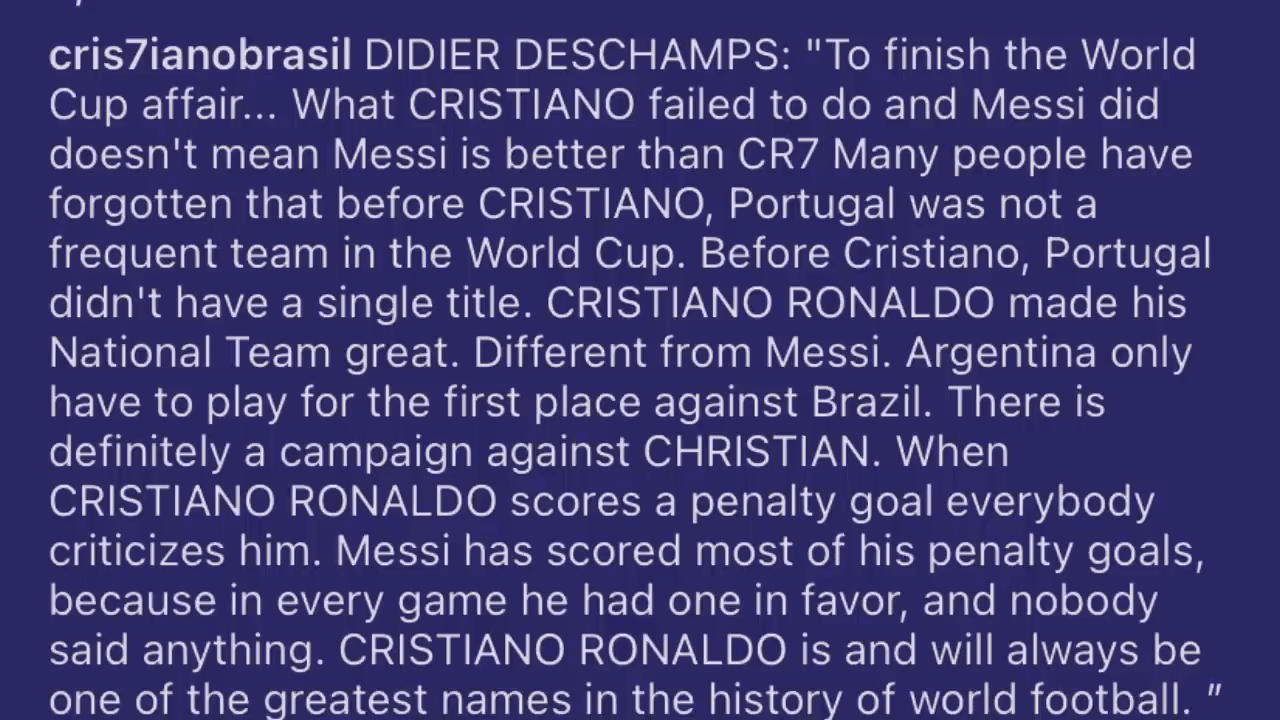 cris7ianobrasil DIDIER DESCHAMPS: "To finish the World
Cup affair... What CRISTIANO failed to do and Messi did
doesn't mean Messi is better than CR7 Many people have
forgotten that before CRISTIANO, Portugal was not a
frequent team in the World Cup. Before Cristiano, Portugal
didn't have a single title. CRISTIANO RONALDO made his
National Team great. Different from Messi. Argentina only
have to play for the first place against Brazil. There is
definitely a campaign against CHRISTIAN. When
CRISTIANO RONALDO scores a penalty goal everybody
criticizes him. Messi has scored most of his penalty goals,
because in every game he had one in favor, and nobody
said anything. CRISTIANO RONALDO is and will always be
one of the greatest names in the history of world football. "